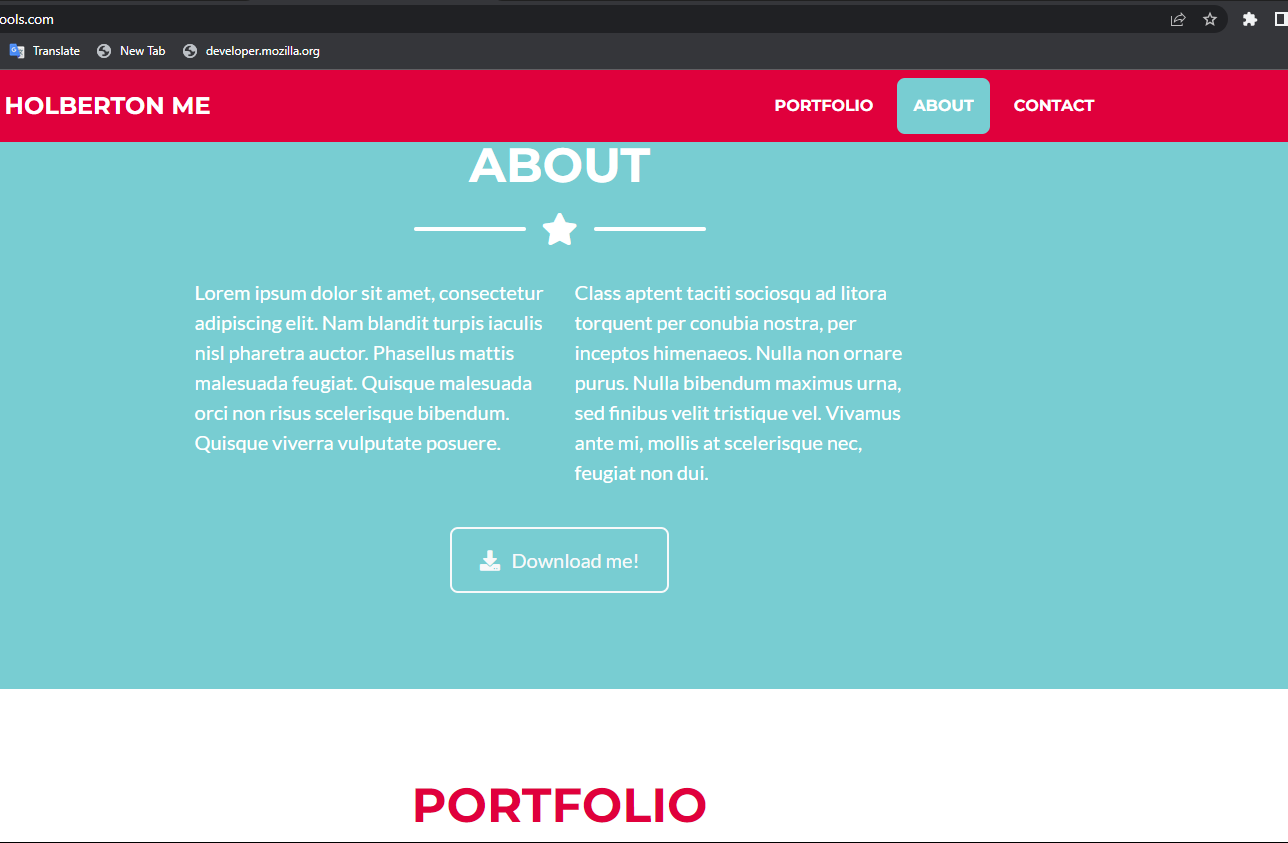 ools.com
Translate New Tab developer.mozilla.org
HOLBERTON ME PORTFOLIO ABOUT CONTACT
ABOUT
Lorem ipsum dolor sit amet, consectetur
adipiscing elit. Nam blandit turpis iaculis
nisl pharetra auctor. Phasellus mattis
malesuada feugiat. Quisque malesuada
orci non risus scelerisque bibendum.
Quisque viverra vulputate posuere.
Class aptent taciti sociosqu ad litora
torquent per conubia nostra, per
inceptos himenaeos. Nulla non ornare
purus. Nulla bibendum maximus urna,
sed finibus velit tristique vel. Vivamus
ante mi, mollis at scelerisque nec,
feugiat non dui.
Download me!
PORTFOLIO